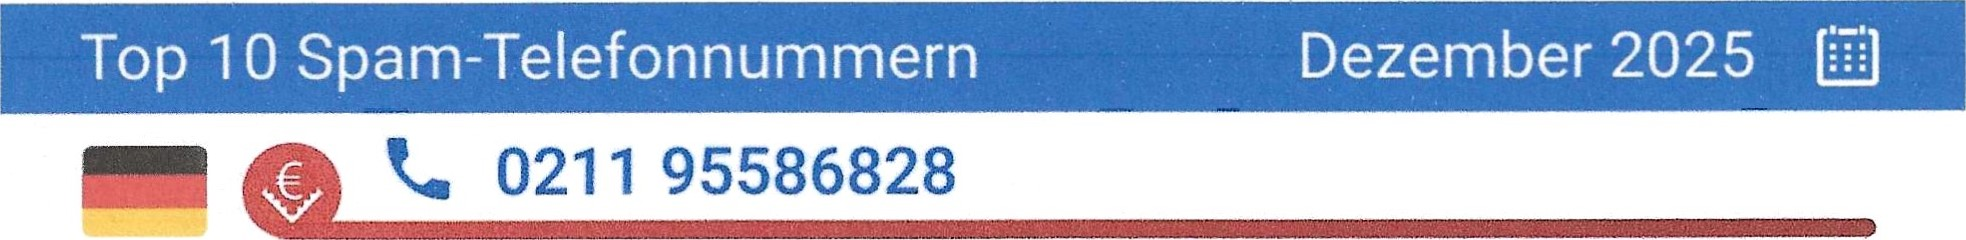 Top 10 Spam-Telefonnummern Dezember 2025
€ 0211 95586828